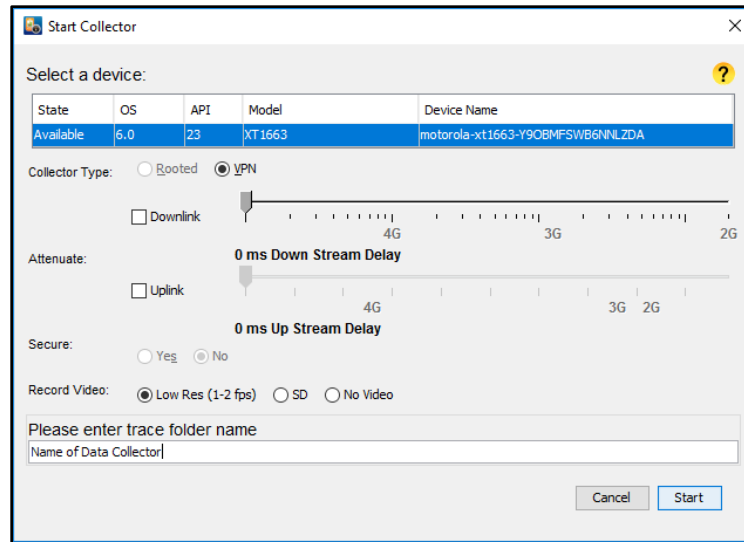 Start Collector
Select a device:
?
State OS API Model Device Name
Available 6.0 23 XT1663 motorola-xt1663-Y9OBMFSWB6NNLZDA
Collector Type: Rooted VPN
Downlink
4G 3G 2G
Attenuate: 0 ms Down Stream Delay
Uplink
4G 3G 2G
0 ms Up Stream Delay
Secure:
Yes No
Record Video: Low Res (1-2 fps) SD No Video
Please enter trace folder name
Name of Data Collector
Cancel Start